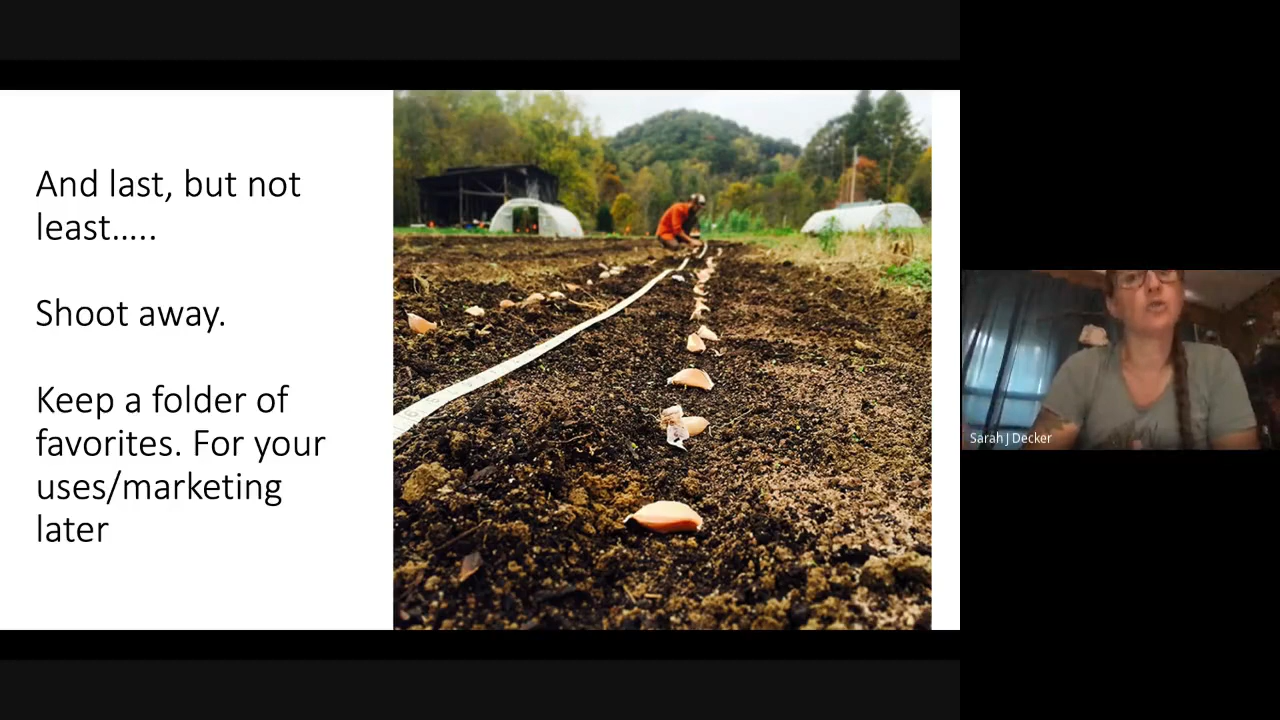 And last, but not
least…..
Shoot away.
Keep a folder of
favorites. For your
uses/marketing
later
Sarah J Decker